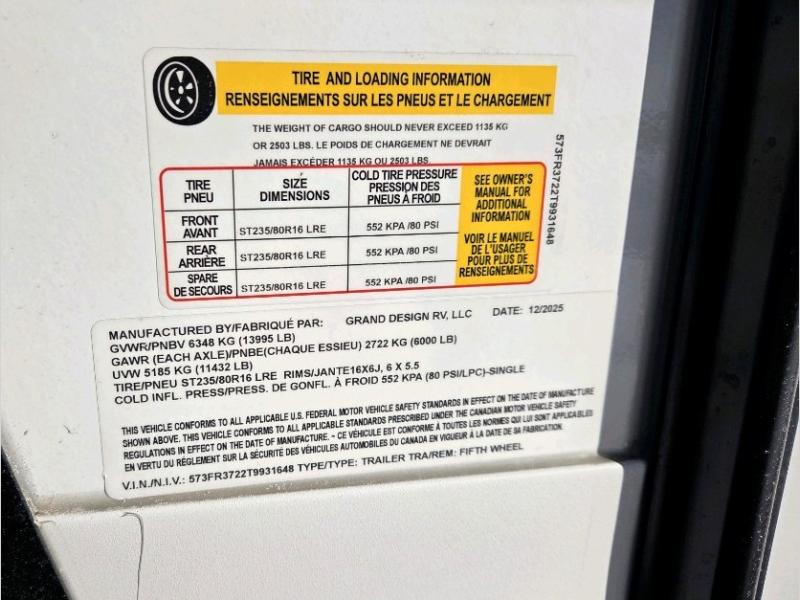 TIRE AND LOADING INFORMATION
RENSEIGNEMENTS SUR LES PNEUS ET LE CHARGEMENT
THE WEIGHT OF CARGO SHOULD NEVER EXCEED 1135 KG
OR 2503 LBS. LE POIDS DE CHARGEMENT NE DEVRAIT
JAMAIS EXCÉDER 1135 KG OU 2503 LBS.
TIRE
PNEU
SIZE
DIMENSIONS
COLD TIRE PRESSURE
PRESSION DES
PNEUS À FROID
SEE OWNER'S
MANUAL FOR
ADDITIONAL
INFORMATION
VOIR LE MANUEL
DE L'USAGER
POUR PLUS DE
RENSEIGNEMENTS
FRONT
AVANT
ST235/80R16 LRE
552 KPA /80 PSI
REAR
ARRIÈRE
ST235/80R16 LRE
552 KPA /80 PSI
SPARE
DE SECOURS
ST235/80R16 LRE
552 KPA /80 PSI
573FR3722T9931648
MANUFACTURED BY/FABRIQUÉ PAR: GRAND DESIGN RV, LLC DATE: 12/2025
GVWR/PNBV 6348 KG (13995 LB)
GAWR (EACH AXLE)/PNBE(CHAQUE ESSIEU) 2722 KG (6000 LB)
UVW 5185 KG (11432 LB)
TIRE/PNEU ST235/80R16 LRE RIMS/JANTE16X6J, 6 X 5.5
COLD INFL. PRESS/PRESS. DE GONFL. À FROID 552 KPA (80 PSI/LPC)-SINGLE
THIS VEHICLE CONFORMS TO ALL APPLICABLE U.S. FEDERAL MOTOR VEHICLE SAFETY STANDARDS IN EFFECT ON THE DATE OF MANUFACTURE
SHOWN ABOVE. THIS VEHICLE CONFORMS TO ALL APPLICABLE STANDARDS PRESCRIBED UNDER THE CANADIAN MOTOR VEHICLE SAFETY
REGULATIONS IN EFFECT ON THE DATE OF MANUFACTURE. - CE VÉHICULE EST CONFORME À TOUTES LES NORMES QUI LUI SONT APPLICABLES
EN VERTU DU RÈGLEMENT SUR LA SÉCURITÉ DES VÉHICULES AUTOMOBILES DU CANADA EN VIGUEUR À LA DATE DE SA FABRICATION.
V.I.N./N.I.V.: 573FR3722T9931648 TYPE/TYPE: TRAILER TRA/REM: FIFTH WHEEL